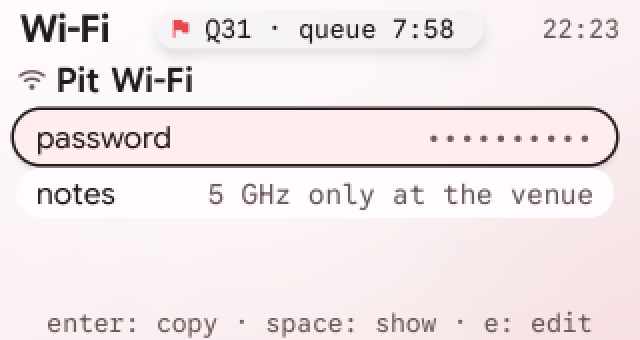 Wi-Fi
Q31 · queue 7:58
22:23
Pit Wi-Fi
password ••••••••••
notes 5 GHz only at the venue
enter: copy · space: show · e: edit